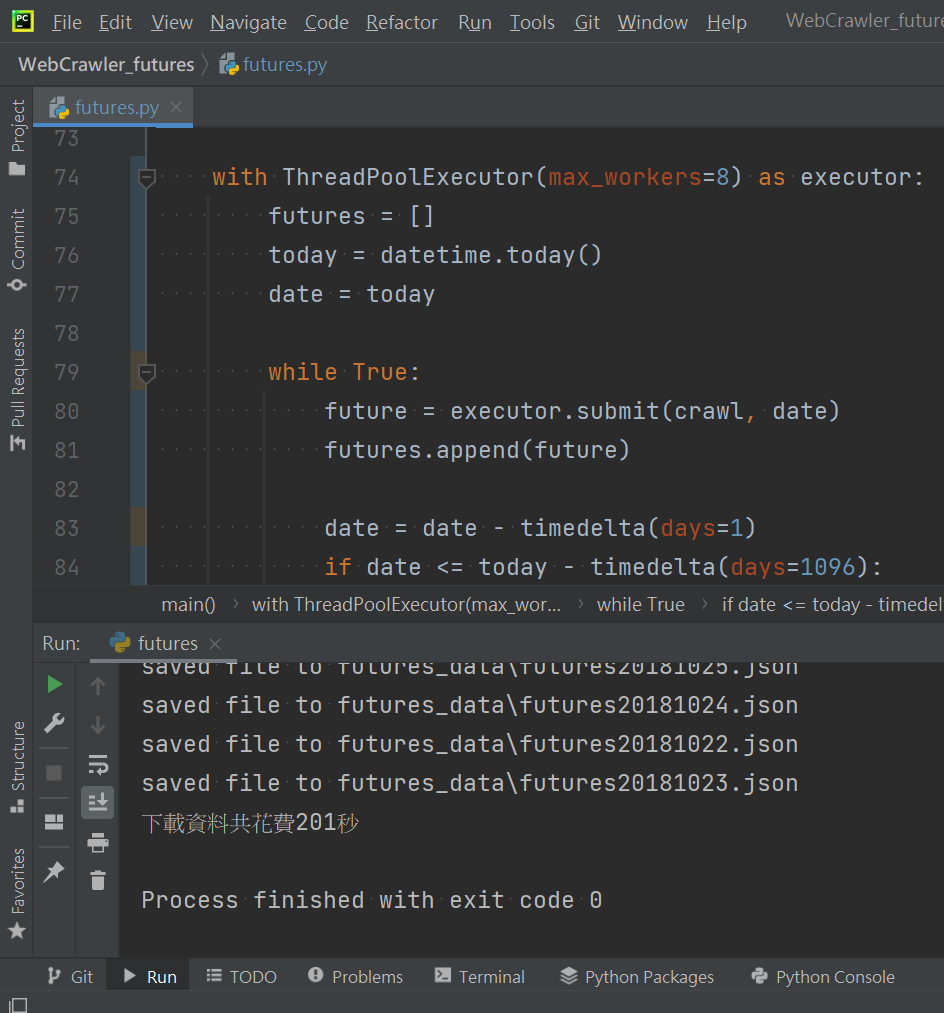 PC File Edit View Navigate Code Refactor Run Tools Git Window Help WebCrawler_future
WebCrawler_futures futures.py
futures.py
Project
Commit
Pull Requests
73
74 with ThreadPoolExecutor(max_workers=8) as executor:
75 futures = []
76 today = datetime.today()
77 date = today
78
79 while True:
80 future = executor.submit(crawl, date)
81 futures.append(future)
82
83 date = date - timedelta(days=1)
84 if date <= today - timedelta(days=1096):
main() with ThreadPoolExecutor(max_wor... while True if date <= today - timedel
Run: futures
Structure
Favorites
saved file to futures_data\futures20181025.json
saved file to futures_data\futures20181024.json
saved file to futures_data\futures20181022.json
saved file to futures_data\futures20181023.json
下載資料共花費201秒
Process finished with exit code 0
Git Run TODO Problems Terminal Python Packages Python Console